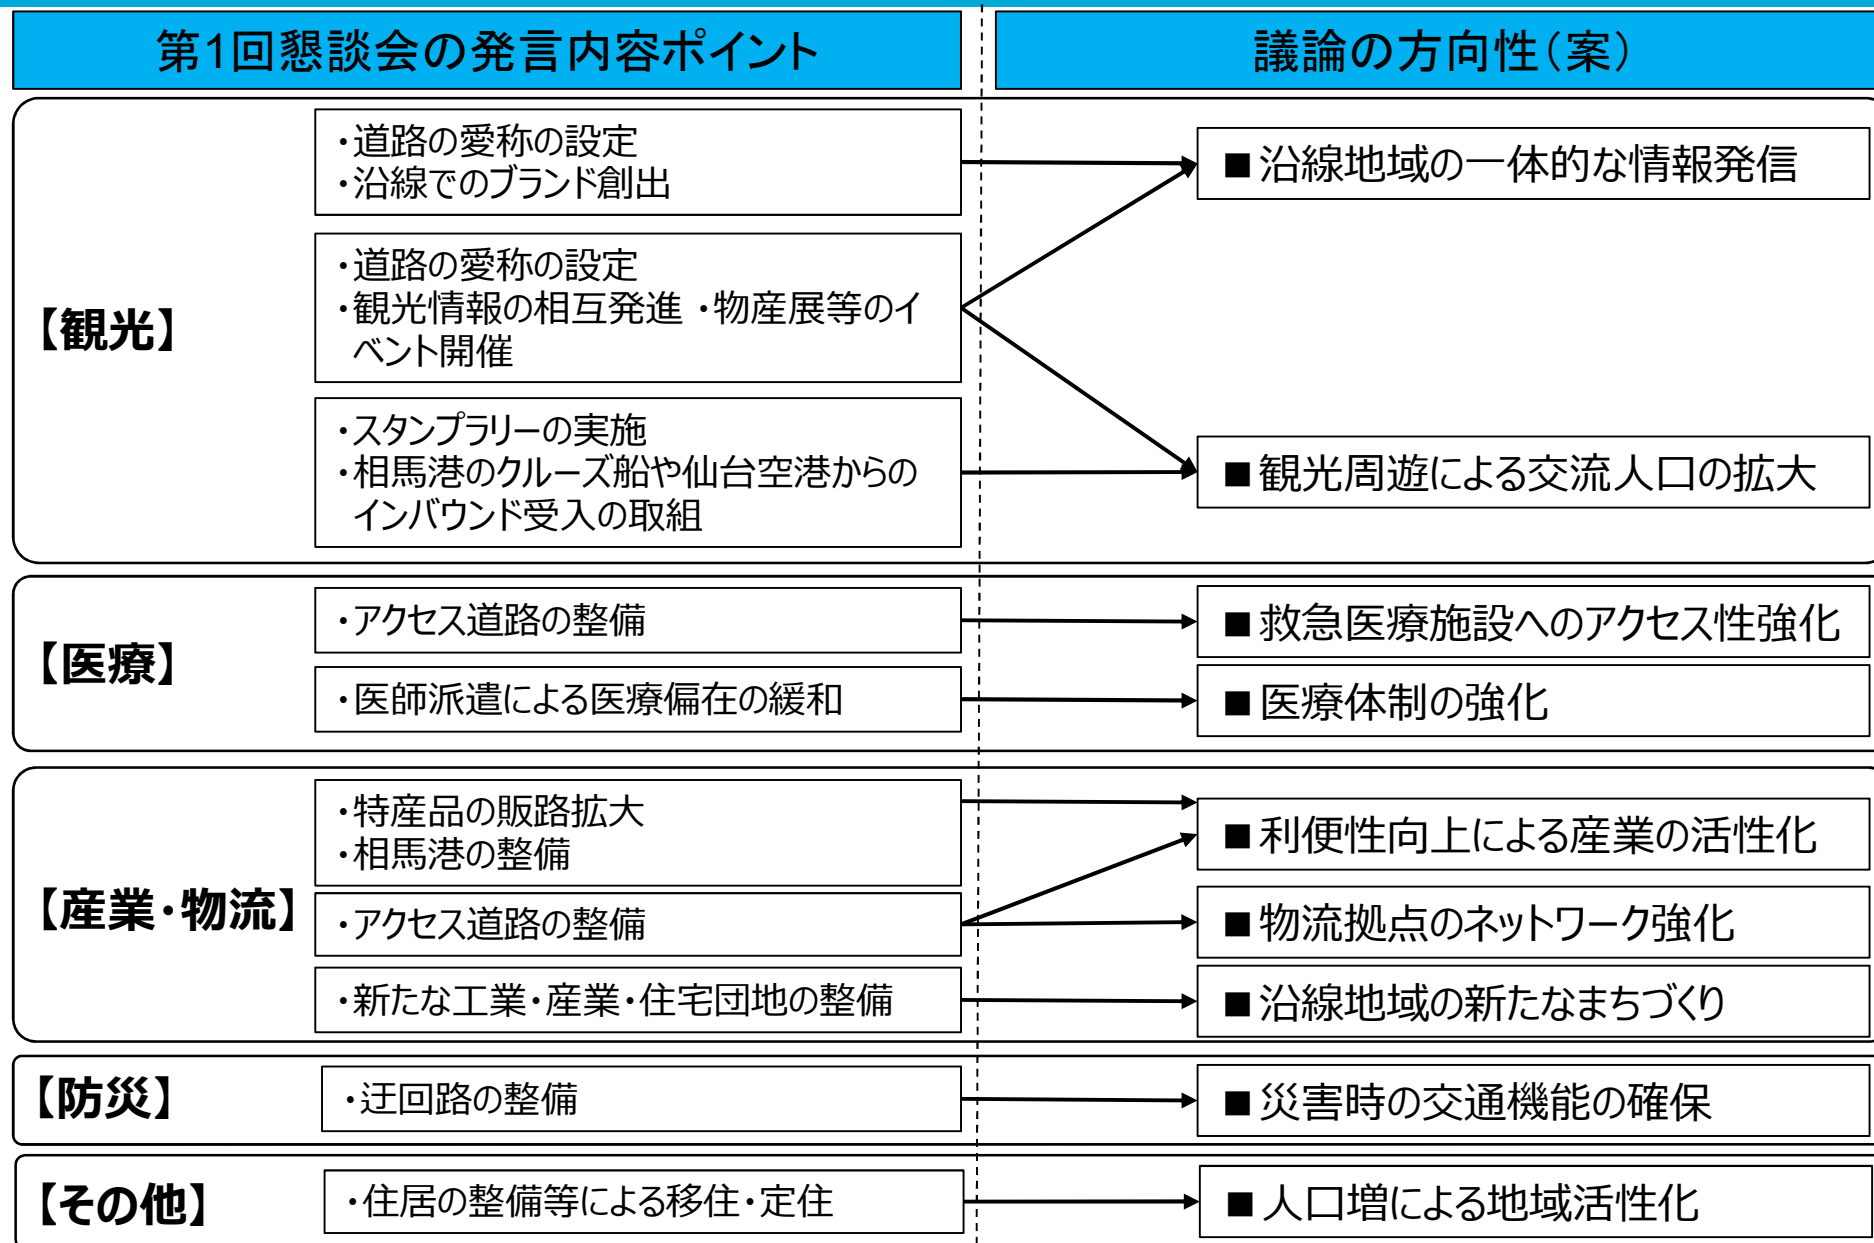 第1回懇談会の発言内容ポイント
議論の方向性(案)
【観光】
・道路の愛称の設定
・沿線でのブランド創出
・道路の愛称の設定
・観光情報の相互発進 ・物産展等のイ
ベント開催
・スタンプラリーの実施
・相馬港のクルーズ船や仙台空港からの
インバウンド受入の取組
■ 沿線地域の一体的な情報発信
■ 観光周遊による交流人口の拡大
【医療】
・アクセス道路の整備
・医師派遣による医療偏在の緩和
■ 救急医療施設へのアクセス性強化
■ 医療体制の強化
【産業・物流】
・特産品の販路拡大
・相馬港の整備
・アクセス道路の整備
・新たな工業・産業・住宅団地の整備
■ 利便性向上による産業の活性化
■ 物流拠点のネットワーク強化
■ 沿線地域の新たなまちづくり
【防災】
・迂回路の整備
■ 災害時の交通機能の確保
【その他】
・住居の整備等による移住・定住
■ 人口増による地域活性化